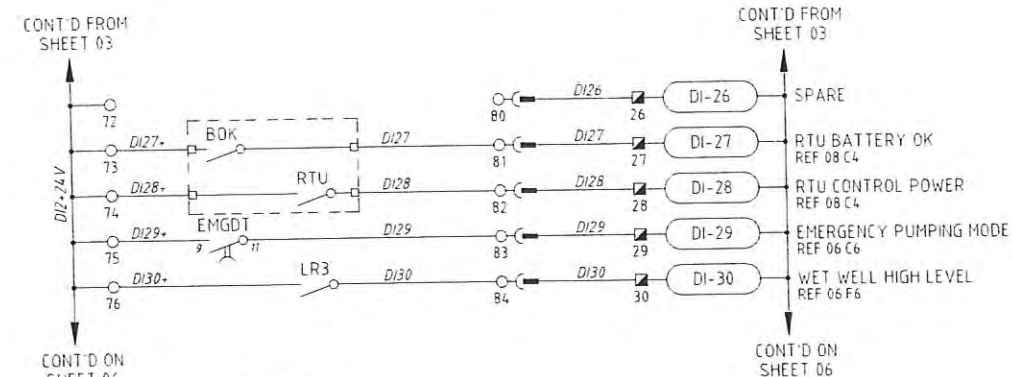 CONT'D FROM
SHEET 03
CONT'D FROM
SHEET 03
72
80
DI26
26
DI-26
SPARE
DI2+24V
73
DI27+
BOK
DI27
81
DI27
27
DI-27
RTU BATTERY OK
REF 08 C4
74
DI28+
RTU
DI28
82
DI28
28
DI-28
RTU CONTROL POWER
REF 08 C4
75
DI29+
EMGDT
9
11
DI29
83
DI29
29
DI-29
EMERGENCY PUMPING MODE
REF 06 C6
76
DI30+
LR3
DI30
84
DI30
30
DI-30
WET WELL HIGH LEVEL
REF 06 F6
CONT'D ON
CONT'D ON
SHEET 06